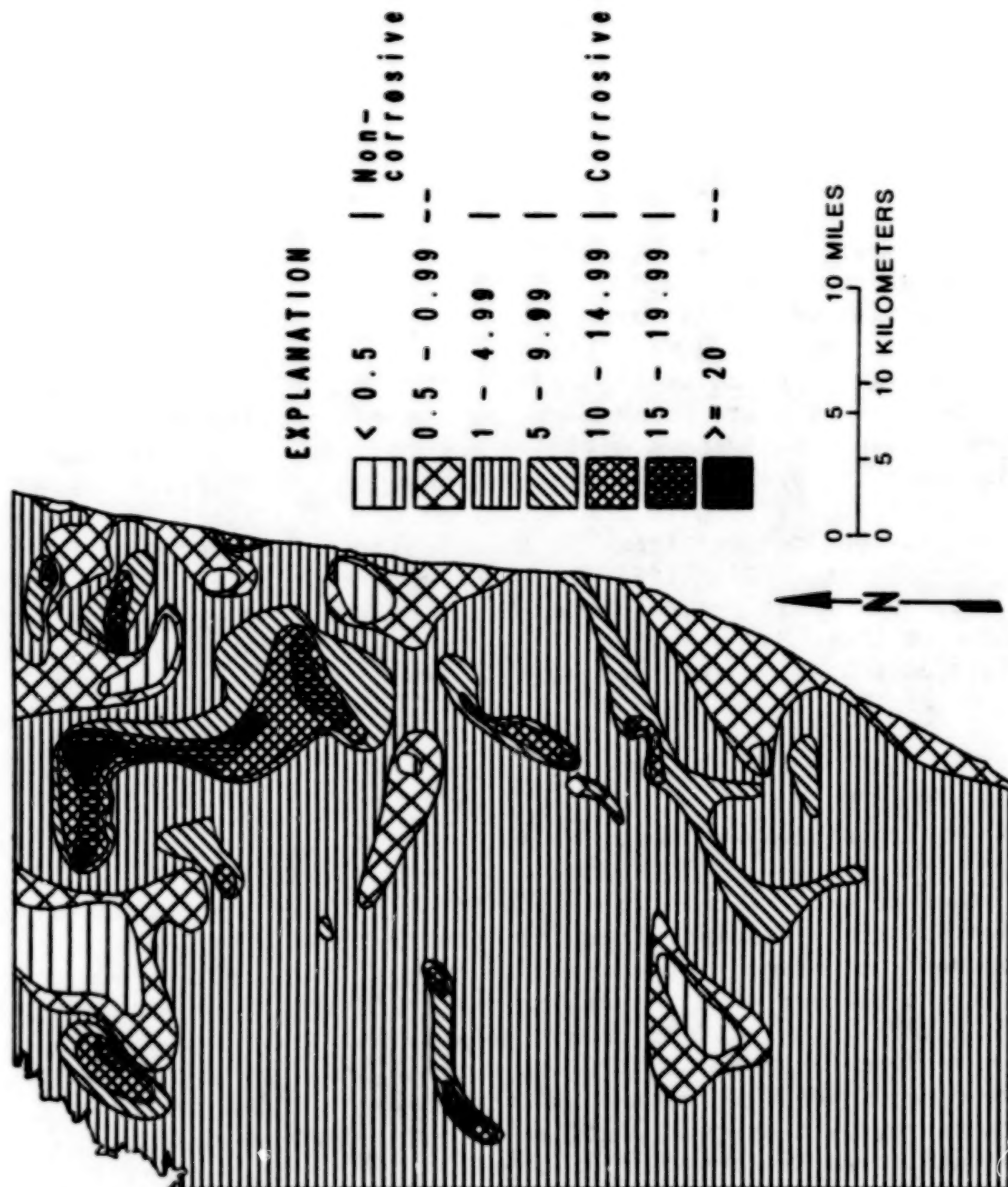 EXPLANATION
< 0.5 | Non-
corrosive
0.5 - 0.99 --
1 - 4.99 |
5 - 9.99 |
10 - 14.99 | Corrosive
15 - 19.99 |
>= 20 --
0 5 10 MILES
0 5 10 KILOMETERS
N